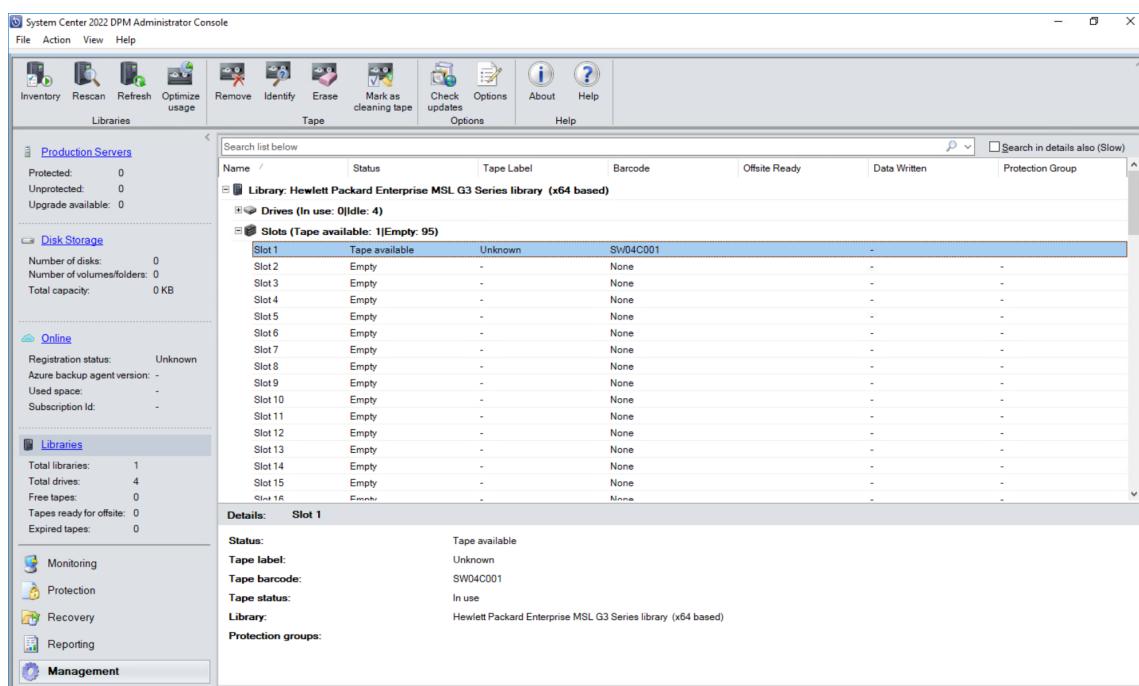 System Center 2022 DPM Administrator Console
File Action View Help
Inventory Rescan Refresh Optimize usage
Libraries
Remove Identify Erase Mark as cleaning tape
Tape
Check updates Options
Options
About Help
Help
Production Servers
Protected: 0
Unprotected: 0
Upgrade available: 0
Disk Storage
Number of disks: 0
Number of volumes/folders: 0
Total capacity: 0 KB
Online
Registration status: Unknown
Azure backup agent version: -
Used space: -
Subscription Id: -
Libraries
Total libraries: 1
Total drives: 4
Free tapes: 0
Tapes ready for offsite: 0
Expired tapes: 0
Monitoring
Protection
Recovery
Reporting
Management
Search list below
Search in details also (Slow)
Name / Status Tape Label Barcode Offsite Ready Data Written Protection Group
Library: Hewlett Packard Enterprise MSL G3 Series library (x64 based)
Drives (In use: 0|Idle: 4)
Slots (Tape available: 1|Empty: 95)
Slot 1 Tape available Unknown SW04C001 -
Slot 2 Empty - None - -
Slot 3 Empty - None - -
Slot 4 Empty - None - -
Slot 5 Empty - None - -
Slot 6 Empty - None - -
Slot 7 Empty - None - -
Slot 8 Empty - None - -
Slot 9 Empty - None - -
Slot 10 Empty - None - -
Slot 11 Empty - None - -
Slot 12 Empty - None - -
Slot 13 Empty - None - -
Slot 14 Empty - None - -
Slot 15 Empty - None - -
Slot 16 Empty - None - -
Details: Slot 1
Status: Tape available
Tape label: Unknown
Tape barcode: SW04C001
Tape status: In use
Library: Hewlett Packard Enterprise MSL G3 Series library (x64 based)
Protection groups: